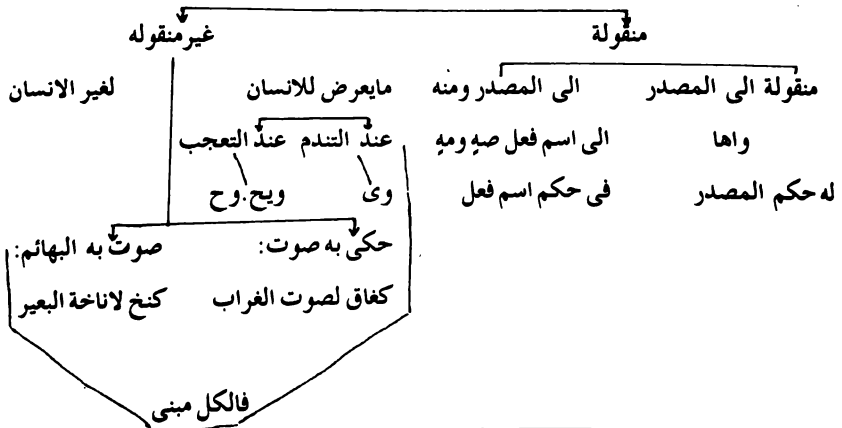 منقولة غير منقوله
منقولة الى المصدر الى المصدر ومنه مايعرض للانسان لغير الانسان
واها الى اسم فعل صهٍ ومهٍ عند التندم عند التعجب
له حكم المصدر فى حكم اسم فعل وى ويح.وح
حكى به صوت: صوت به البهائم:
كغاق لصوت الغراب كنخ لاناخة البعير
فالكل مبنى